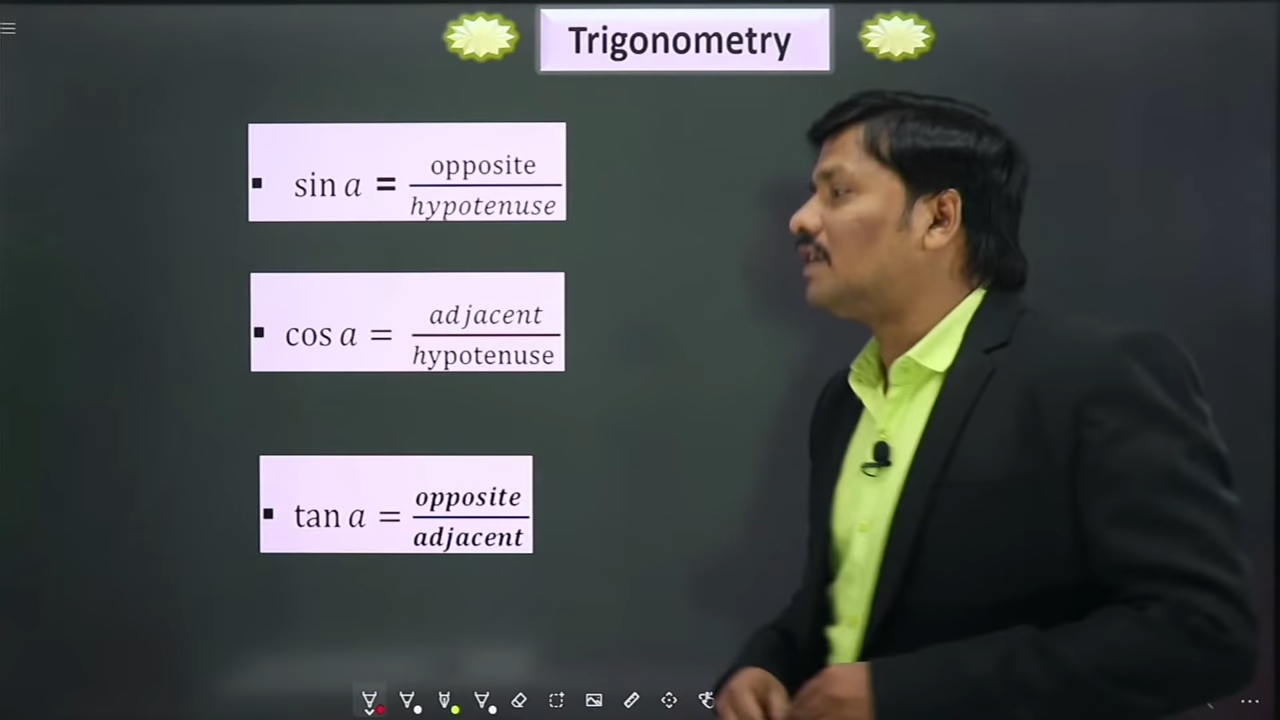 Trigonometry
▪ sin a = opposite / hypotenuse
▪ cos a = adjacent / hypotenuse
▪ tan a = opposite / adjacent